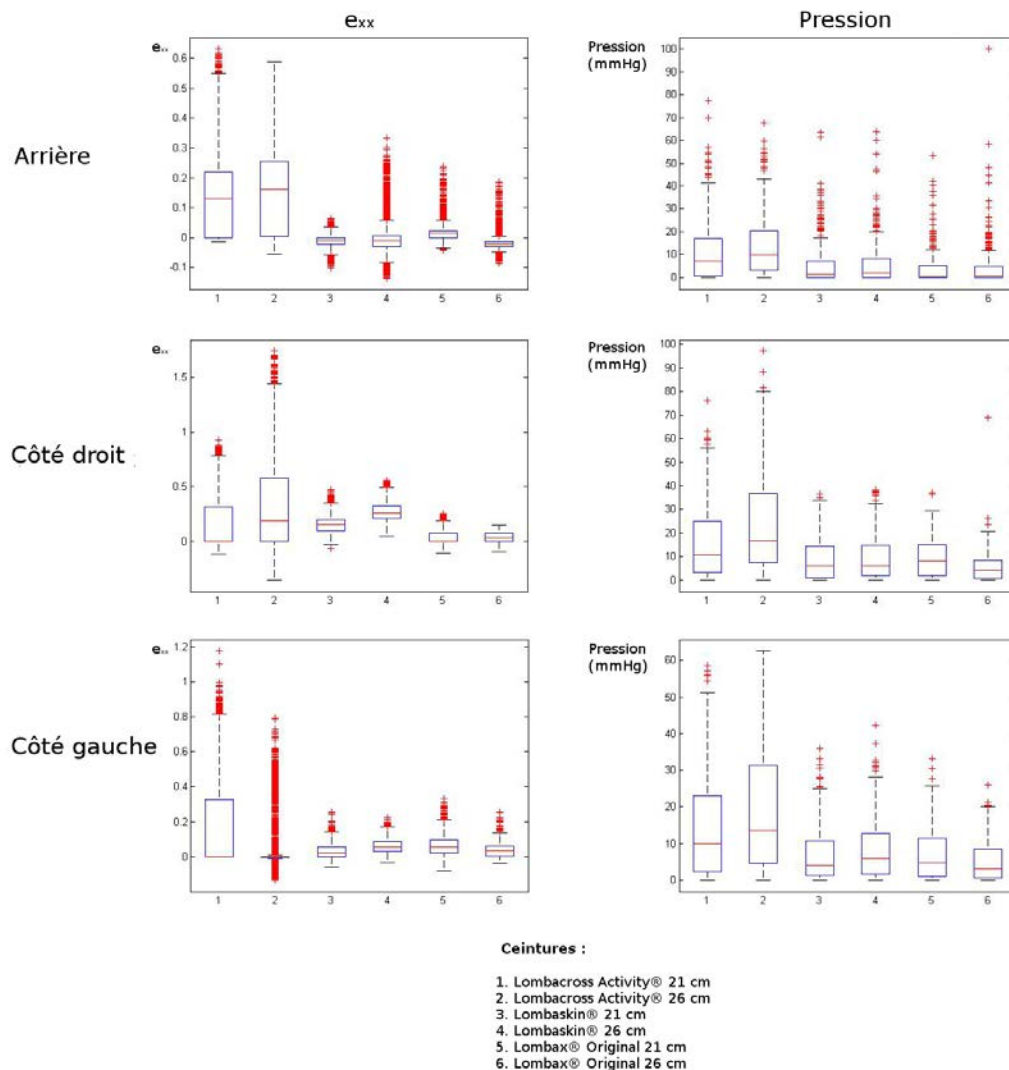 exx
Pression
Arrière
exx
0.6
0.5
0.4
0.3
0.2
0.1
0
-0.1
1 2 3 4 5 6
Pression
(mmHg)
100
90
80
70
60
50
40
30
20
10
0
1 2 3 4 5 6
Côté droit
exx
1.5
1
0.5
0
1 2 3 4 5 6
Pression
(mmHg)
100
90
80
70
60
50
40
30
20
10
0
1 2 3 4 5 6
Côté gauche
exx
1.2
1
0.8
0.6
0.4
0.2
0
1 2 3 4 5 6
Pression
(mmHg)
60
50
40
30
20
10
0
1 2 3 4 5 6
Ceintures :
1. Lombacross Activity® 21 cm
2. Lombacross Activity® 26 cm
3. Lombaskin® 21 cm
4. Lombaskin® 26 cm
5. Lombax® Original 21 cm
6. Lombax® Original 26 cm